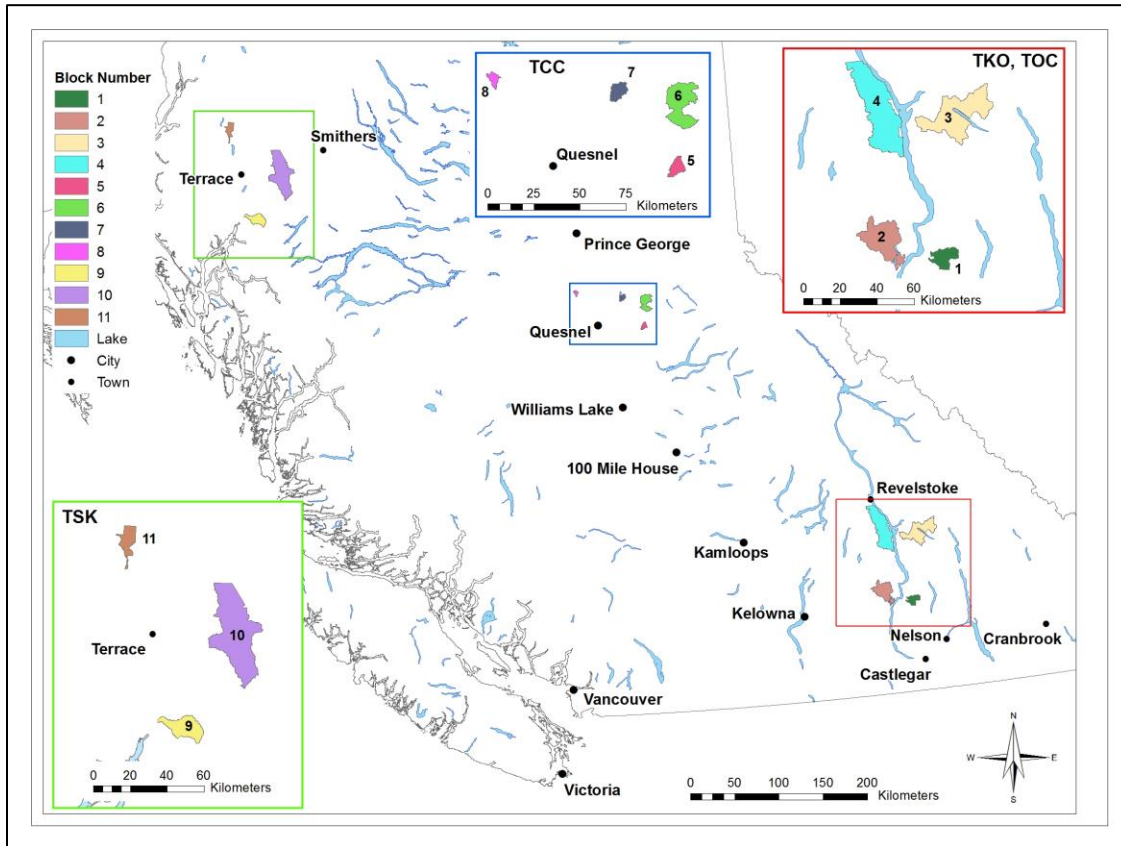 Block Number
1
2
3
4
5
6
7
8
9
10
11
Lake
City
Town
Smithers
Terrace
TCC
8
7
6
5
Quesnel
0 25 50 75
Kilometers
TKO, TOC
4
3
2
1
0 20 40 60
Kilometers
Prince George
Quesnel
Williams Lake
100 Mile House
Revelstoke
Kamloops
Kelowna
Nelson
Cranbrook
Castlegar
Vancouver
Victoria
TSK
11
10
Terrace
9
0 20 40 60
Kilometers
0 50 100 150 200
Kilometers
N
W E
S